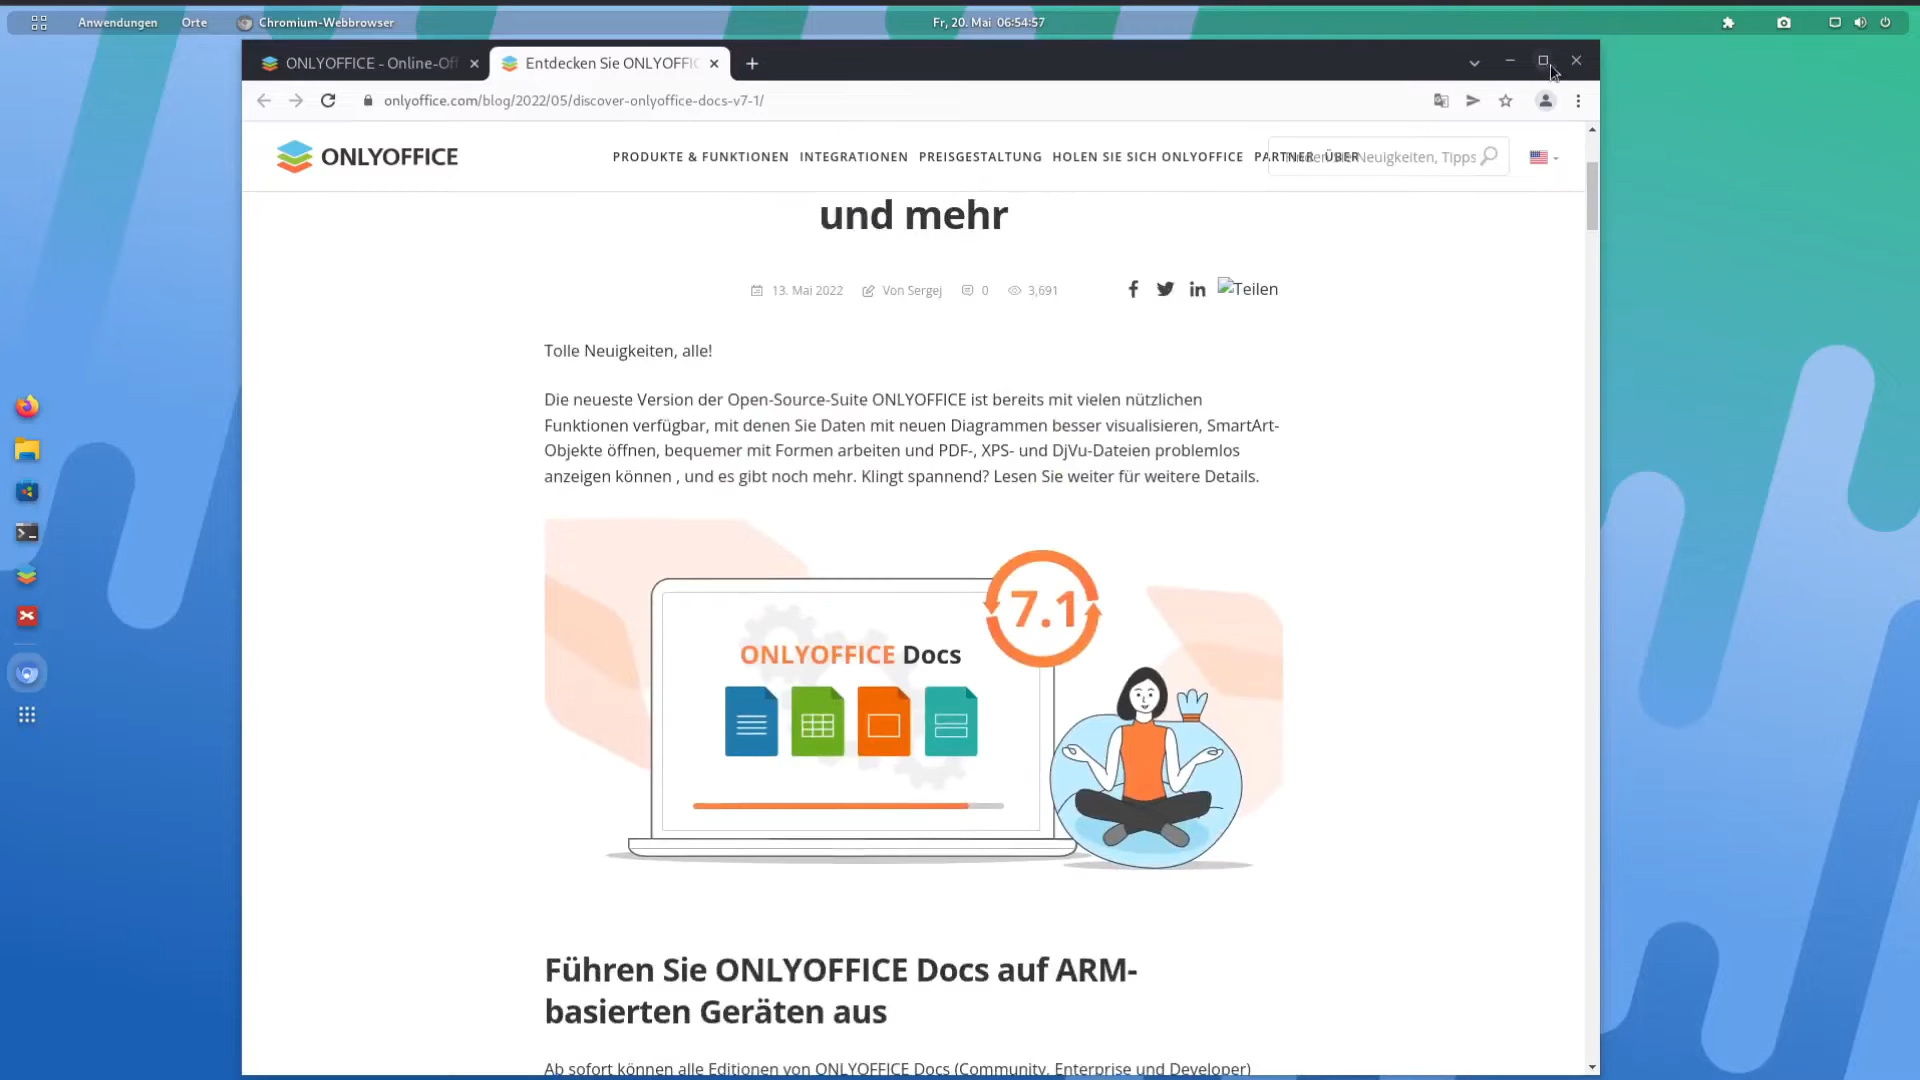 Anwendungen Orte Chromium-Webbrowser Fr, 20. Mai 06:54:57
ONLYOFFICE - Online-Off Entdecken Sie ONLYOFFIC
onlyoffice.com/blog/2022/05/discover-onlyoffice-docs-v7-1/
ONLYOFFICE PRODUKTE & FUNKTIONEN INTEGRATIONEN PREISGESTALTUNG HOLEN SIE SICH ONLYOFFICE PARTNER ÜBER Neuigkeiten, Tipps
und mehr
13. Mai 2022 Von Sergej 0 3,691 Teilen
Tolle Neuigkeiten, alle!
Die neueste Version der Open-Source-Suite ONLYOFFICE ist bereits mit vielen nützlichen
Funktionen verfügbar, mit denen Sie Daten mit neuen Diagrammen besser visualisieren, SmartArt-
Objekte öffnen, bequemer mit Formen arbeiten und PDF-, XPS- und DjVu-Dateien problemlos
anzeigen können , und es gibt noch mehr. Klingt spannend? Lesen Sie weiter für weitere Details.
7.1
ONLYOFFICE Docs
Führen Sie ONLYOFFICE Docs auf ARM-
basierten Geräten aus
Ab sofort können alle Editionen von ONLYOFFICE Docs (Community, Enterprise und Developer)